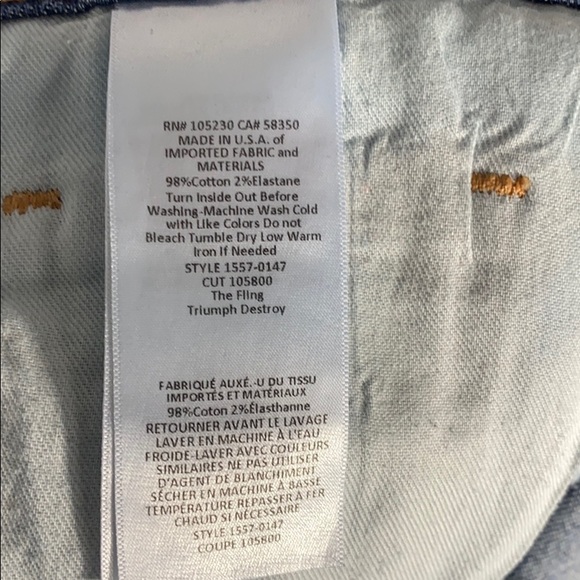 RN# 105230 CA# 58350
MADE IN U.S.A. of
IMPORTED FABRIC and
MATERIALS
98%Cotton 2%Elastane
Turn Inside Out Before
Washing-Machine Wash Cold
with Like Colors Do not
Bleach Tumble Dry Low Warm
Iron If Needed
STYLE 1557-0147
CUT 105800
The Fling
Triumph Destroy
FABRIQUÉ AUXÉ.-U DU TISSU
IMPORTÉS ET MATÉRIAUX
98%Coton 2%Élasthanne
RETOURNER AVANT LE LAVAGE
LAVER EN MACHINE À L'EAU
FROIDE-LAVER AVEC COULEURS
SIMILAIRES NE PAS UTILISER
D'AGENT DE BLANCHIMENT
SÉCHER EN MACHINE À BASSE
TEMPÉRATURE REPASSER À FER
CHAUD SI NÉCESSAIRE
STYLE 1557-0147
COUPE 105800